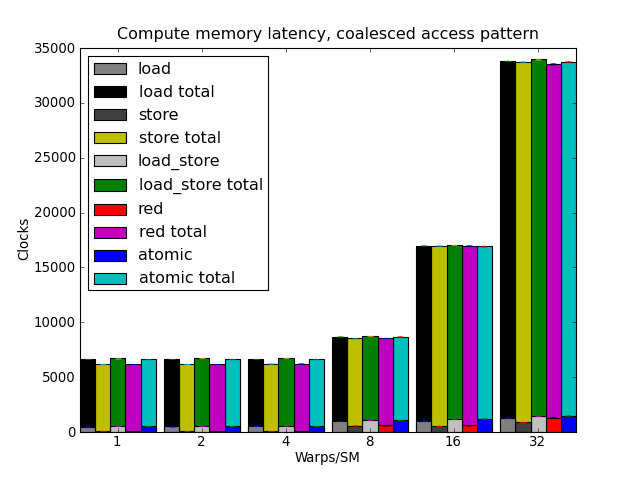 Compute memory latency, coalesced access pattern
35000
30000
25000
20000
15000
10000
5000
0
Clocks
load
load total
store
store total
load_store
load_store total
red
red total
atomic
atomic total
1 2 4 8 16 32
Warps/SM